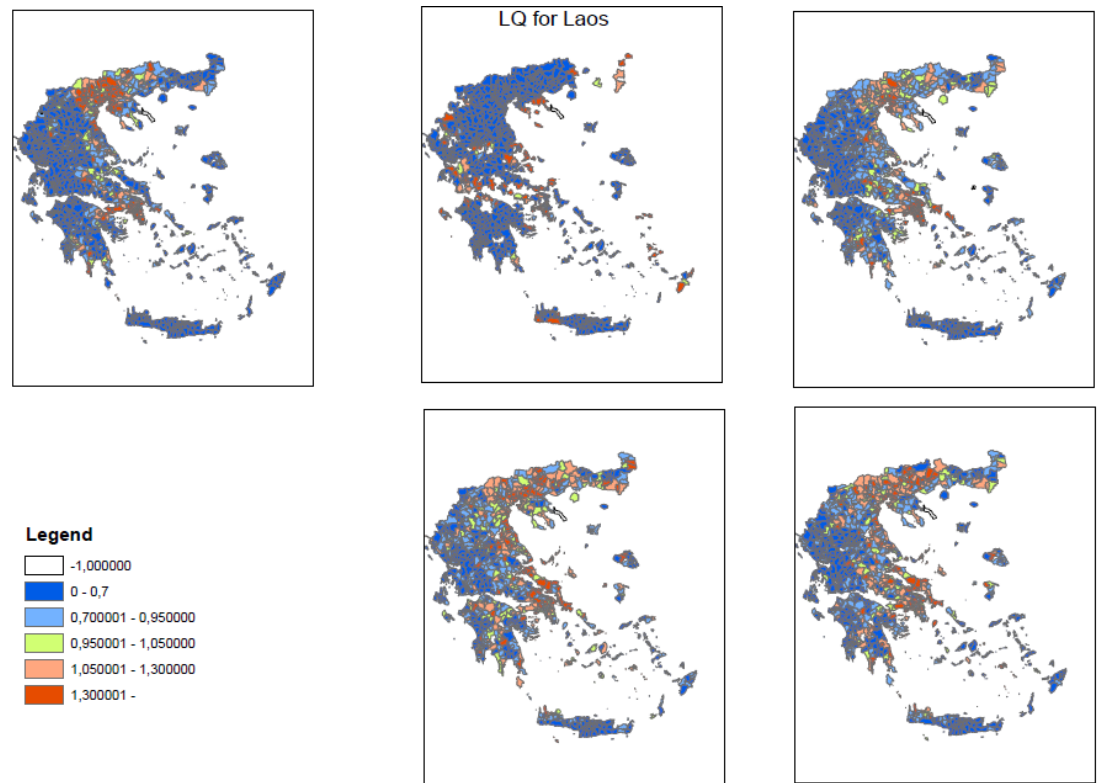 LQ for Laos
Legend
-1,000000
0 - 0,7
0,700001 - 0,950000
0,950001 - 1,050000
1,050001 - 1,300000
1,300001 -